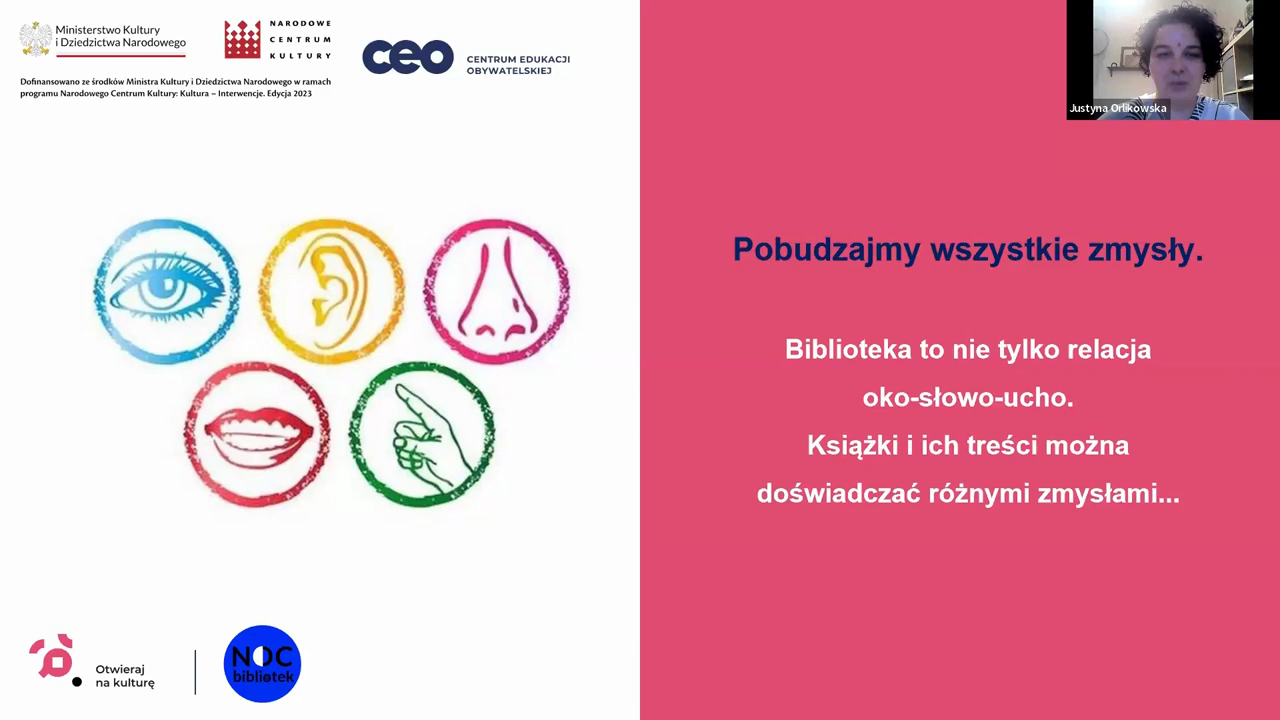 Ministerstwo Kultury
i Dziedzictwa Narodowego
NARODOWE
CENTRUM
KULTURY
ceo
CENTRUM EDUKACJI
OBYWATELSKIEJ
Dofinansowano ze środków Ministra Kultury i Dziedzictwa Narodowego w ramach
programu Narodowego Centrum Kultury: Kultura – Interwencje. Edycja 2023
Justyna Orlikowska
Pobudzajmy wszystkie zmysły.
Biblioteka to nie tylko relacja
oko-słowo-ucho.
Książki i ich treści można
doświadczać różnymi zmysłami...
Otwieraj
na kulturę
NOC
bibliotek